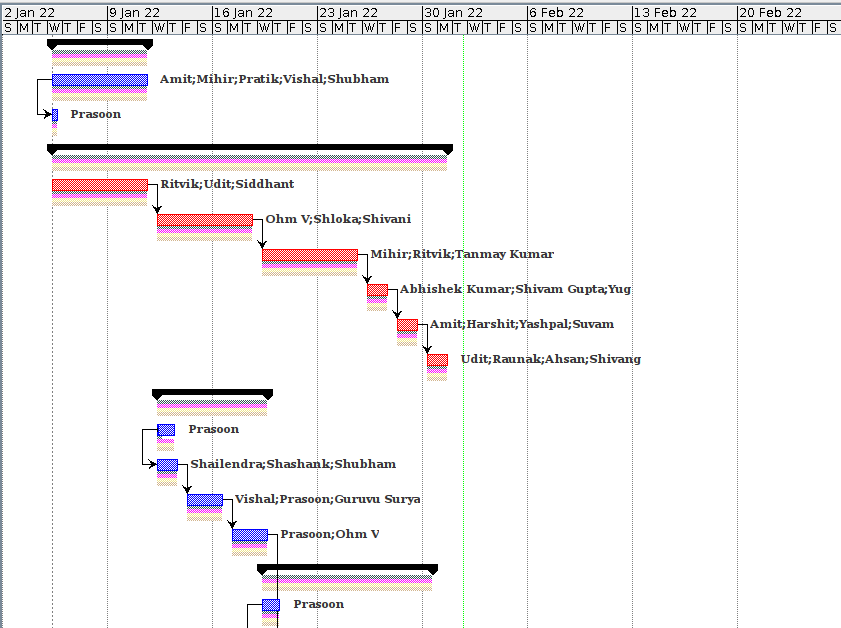 2 Jan 22 9 Jan 22 16 Jan 22 23 Jan 22 30 Jan 22 6 Feb 22 13 Feb 22 20 Feb 22
S M T W T F S S M T W T F S S M T W T F S S M T W T F S S M T W T F S S M T W T F S S M T W T F S S M T W T F S
Amit;Mihir;Pratik;Vishal;Shubham
Prasoon
Ritvik;Udit;Siddhant
Ohm V;Shloka;Shivani
Mihir;Ritvik;Tanmay Kumar
Abhishek Kumar;Shivam Gupta;Yug
Amit;Harshit;Yashpal;Suvam
Udit;Raunak;Ahsan;Shivang
Prasoon
Shailendra;Shashank;Shubham
Vishal;Prasoon;Guruvu Surya
Prasoon;Ohm V
Prasoon